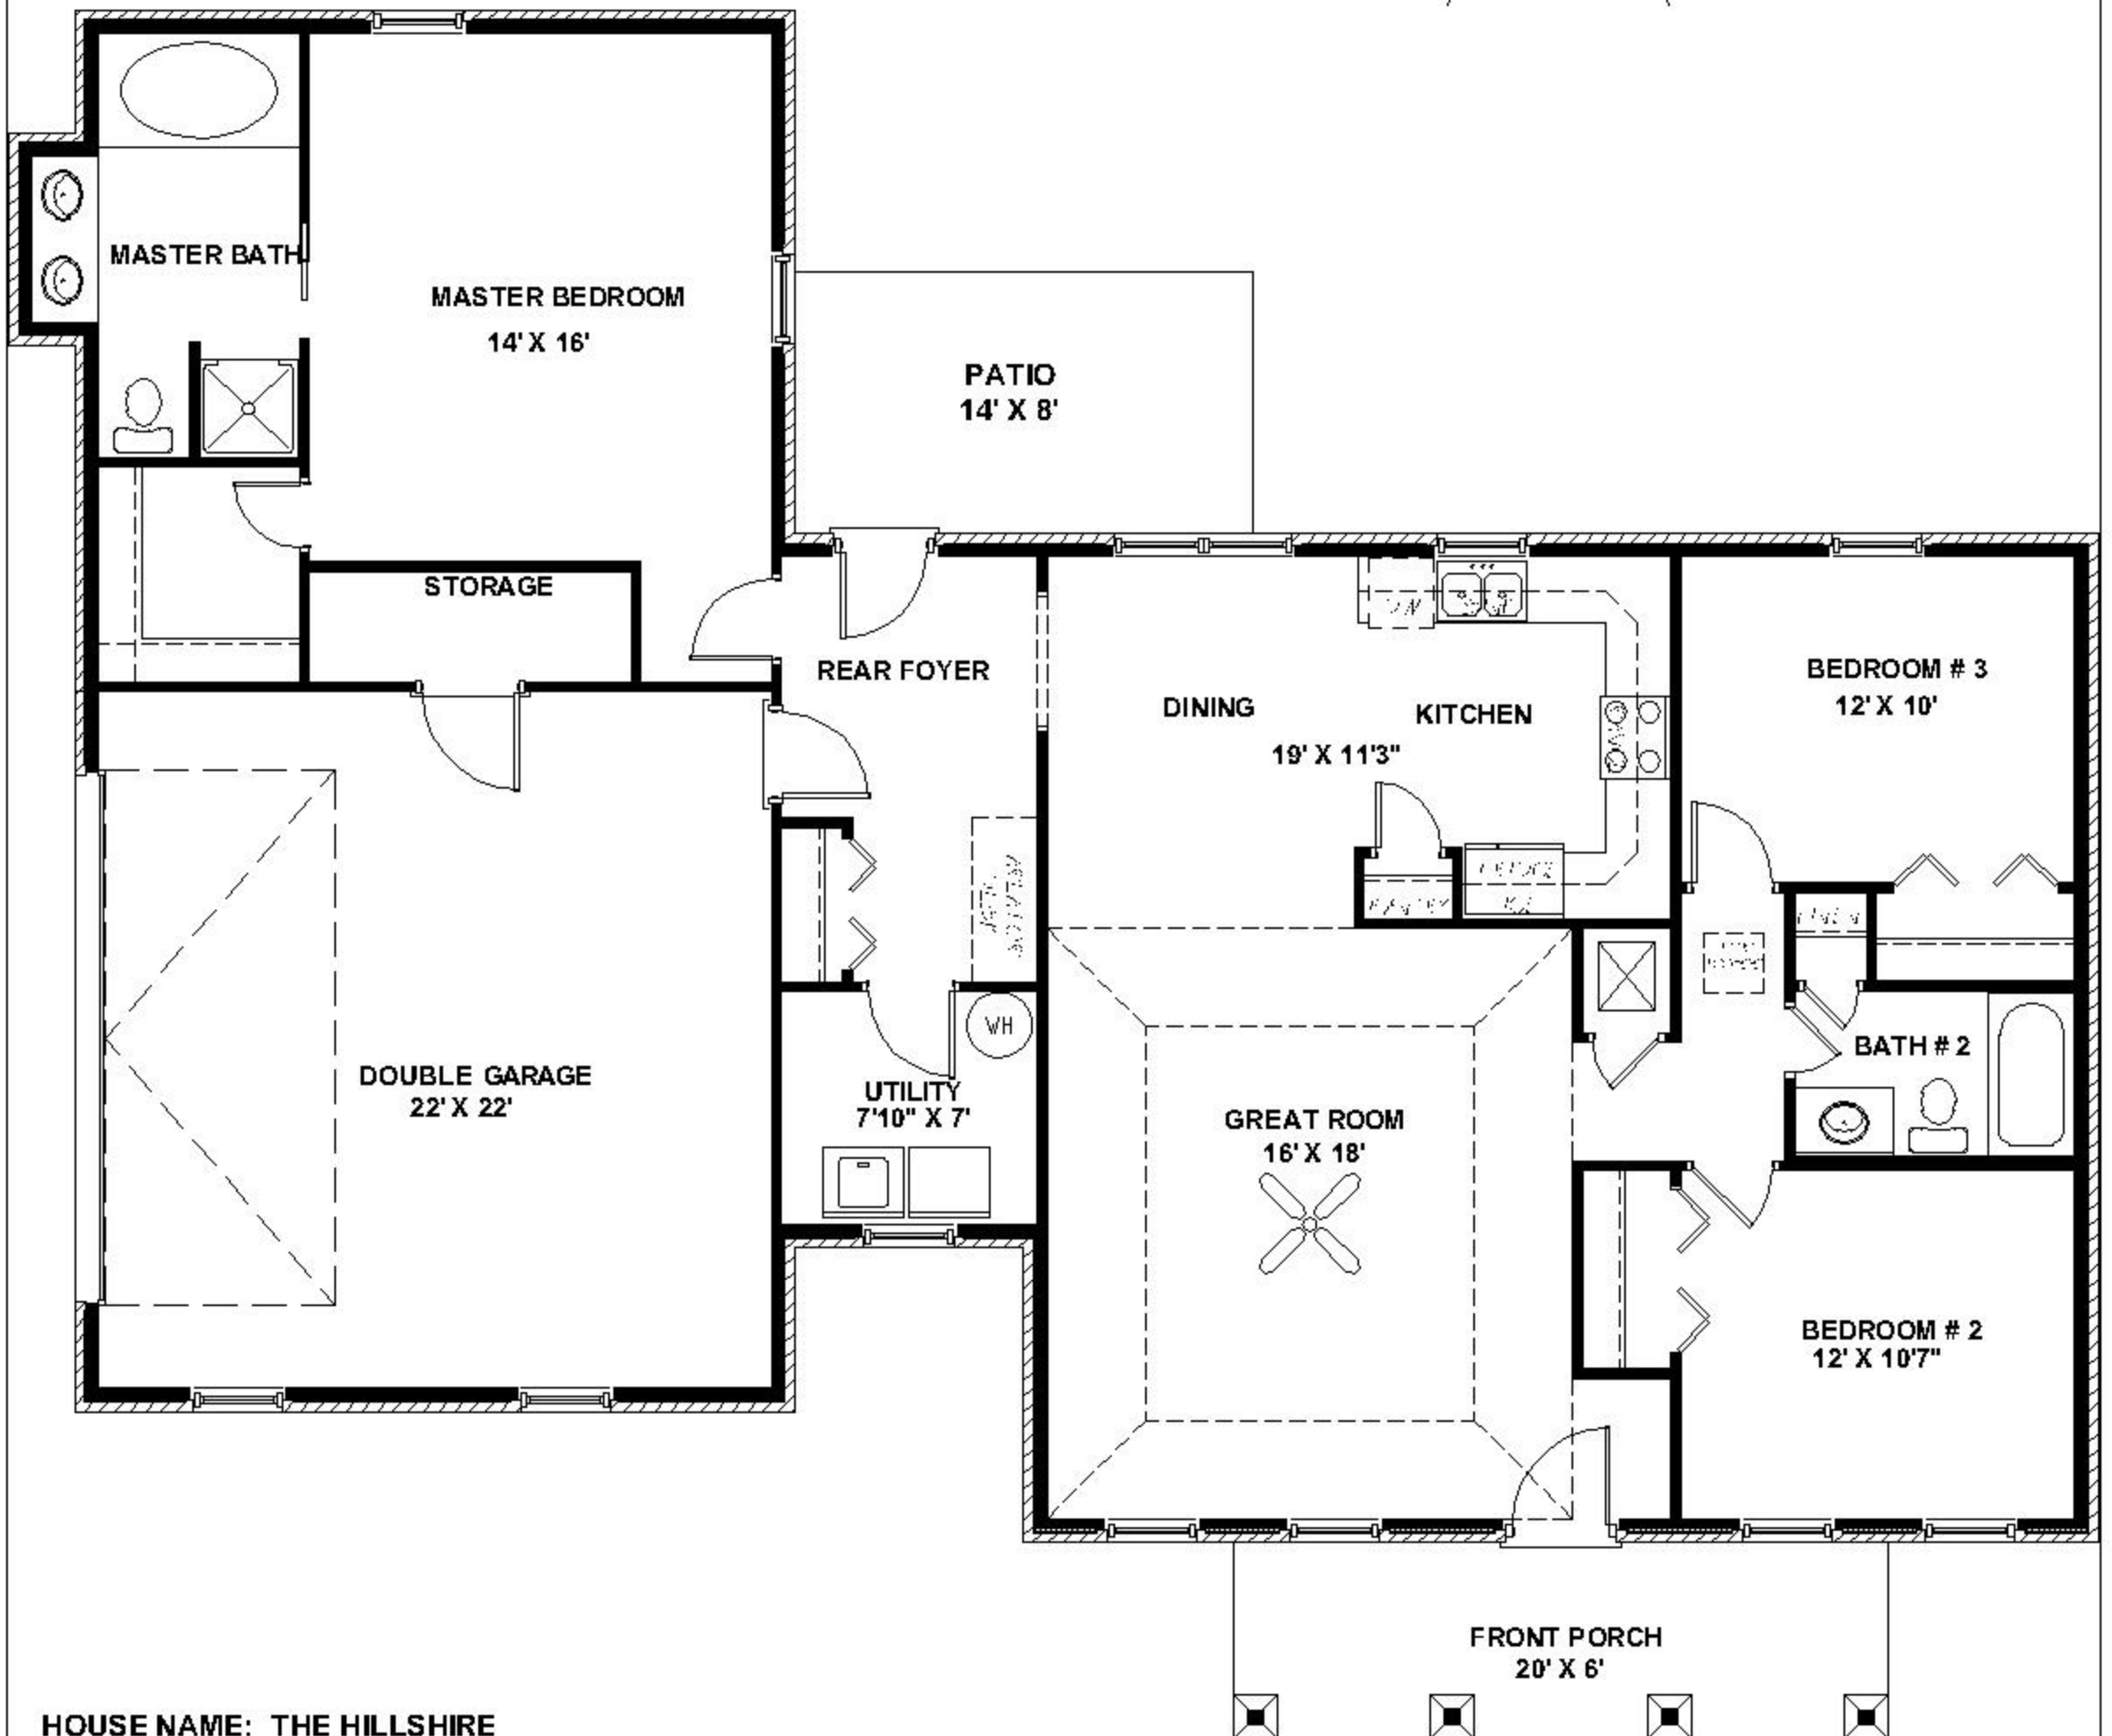 MASTER BATH
MASTER BEDROOM
14' X 16'
PATIO
14' X 8'
STORAGE
REAR FOYER
DINING
KITCHEN
19' X 11'3"
BEDROOM # 3
12' X 10'
PANTRY
LINEN
WH
DOUBLE GARAGE
22' X 22'
UTILITY
7'10" X 7'
GREAT ROOM
16' X 18'
BATH # 2
BEDROOM # 2
12' X 10'7"
FRONT PORCH
20' X 6'
HOUSE NAME: THE HILLSHIRE